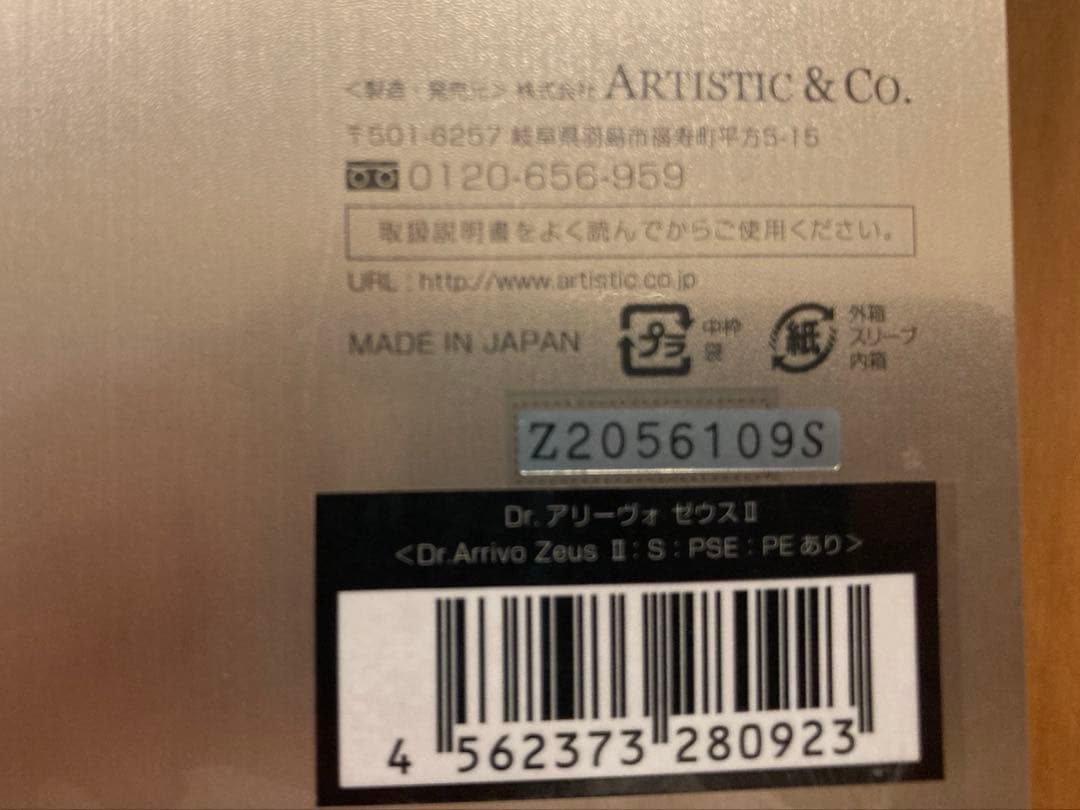 <製造・発売元> 株式会社 ARTISTIC & CO.
〒501-6257 岐阜県羽島市福寿町平方5-15
0120-656-959
取扱説明書をよく読んでからご使用ください。
URL : http://www.artistic.co.jp
MADE IN JAPAN
プラ
中枠
袋
紙
外箱
スリーブ
内箱
Z2056109S
Dr.アリーヴォ ゼウスⅡ
<Dr.Arrivo Zeus Ⅱ : S : PSE : PEあり>
4 562373 280923